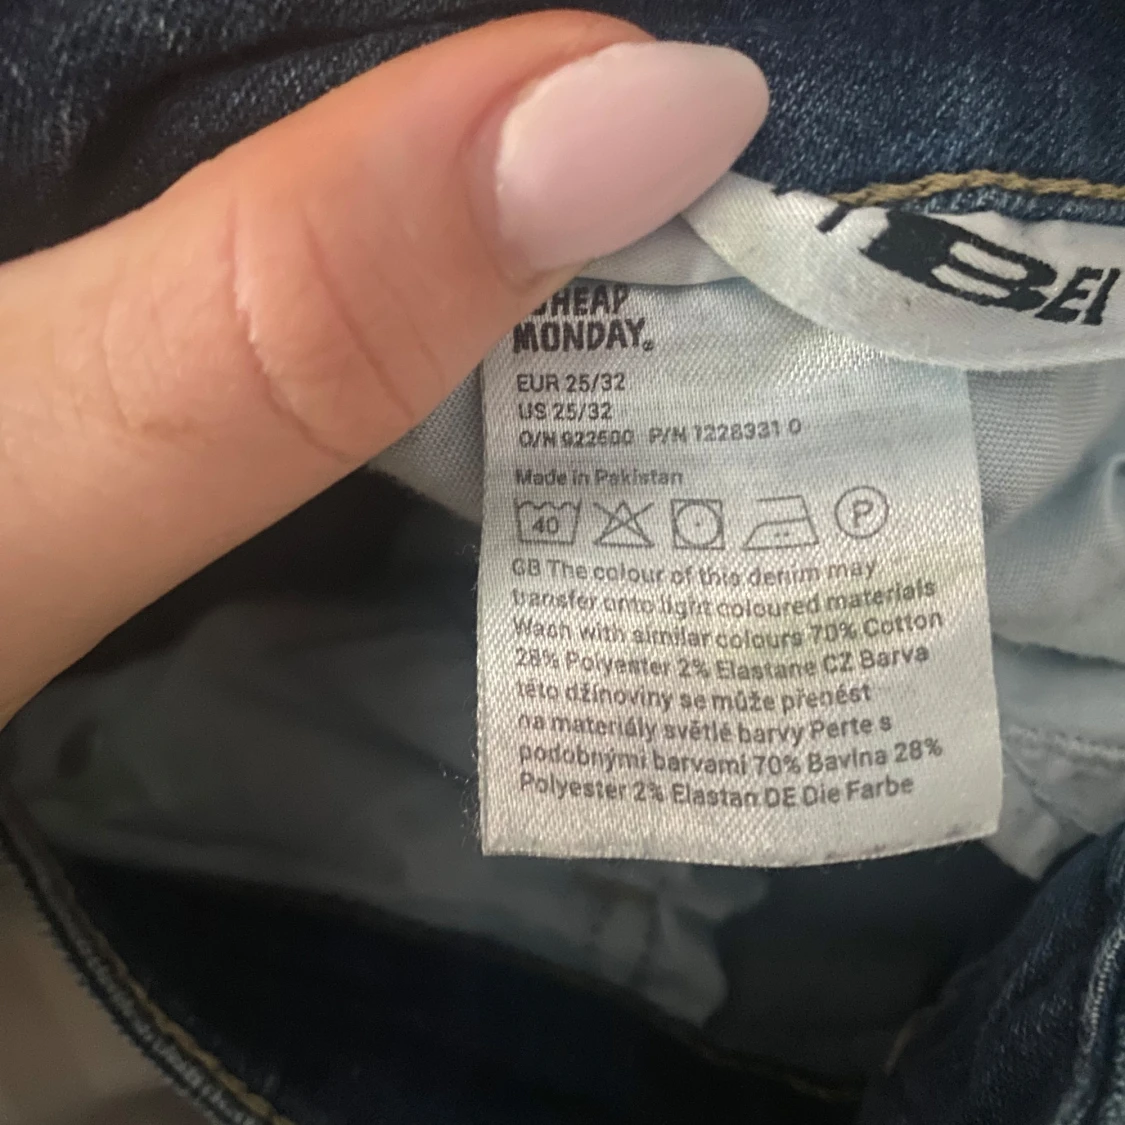 BEI
CHEAP
MONDAY®
EUR 25/32
US 25/32
O/N 922600 P/N 1228331 0
Made in Pakistan
40 P
GB The colour of this denim may
transfer onto light coloured materials
Wash with similar colours 70% Cotton
28% Polyester 2% Elastane CZ Barva
této džínoviny se může přenést
na materiály světlé barvy Perte s
podobnými barvami 70% Bavlna 28%
Polyester 2% Elastan DE Die Farbe